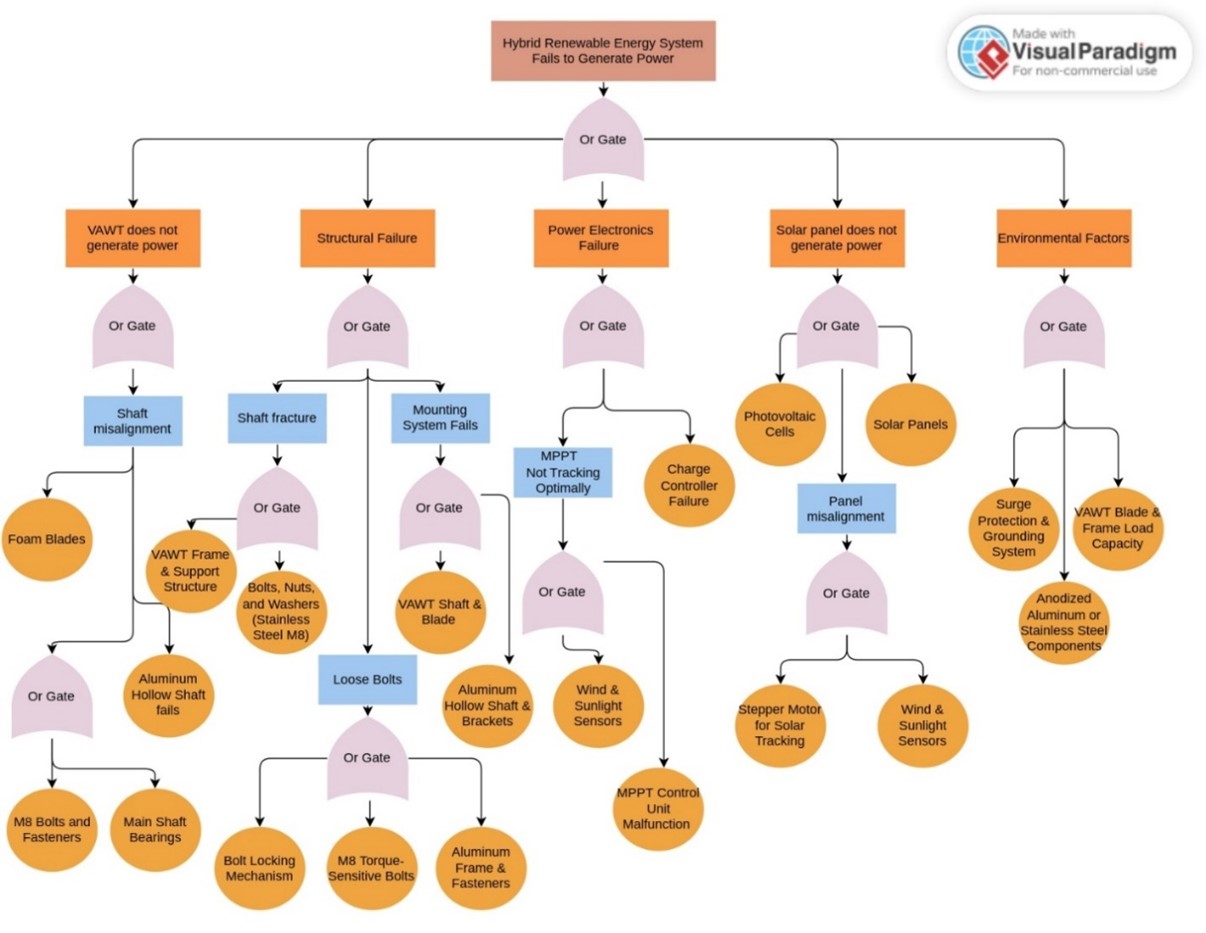 Made with
Visual Paradigm
For non-commercial use
Hybrid Renewable Energy System
Fails to Generate Power
Or Gate
VAWT does not
generate power
Structural Failure
Power Electronics
Failure
Solar panel does not
generate power
Environmental Factors
Or Gate
Or Gate
Or Gate
Or Gate
Or Gate
Shaft
misalignment
Shaft fracture
Mounting
System Fails
MPPT
Not Tracking
Optimally
Charge
Controller
Failure
Photovoltaic
Cells
Solar Panels
Panel
misalignment
Surge
Protection &
Grounding
System
VAWT Blade &
Frame Load
Capacity
Anodized
Aluminum or
Stainless Steel
Components
Foam Blades
Or Gate
VAWT Frame
& Support
Structure
Bolts, Nuts,
and Washers
(Stainless
Steel M8)
Or Gate
VAWT Shaft &
Blade
Or Gate
Or Gate
Or Gate
Aluminum
Hollow Shaft
fails
Loose Bolts
Aluminum
Hollow Shaft &
Brackets
Wind &
Sunlight
Sensors
Stepper Motor
for Solar
Tracking
Wind &
Sunlight
Sensors
Or Gate
MPPT Control
Unit
Malfunction
M8 Bolts and
Fasteners
Main Shaft
Bearings
Bolt Locking
Mechanism
M8 Torque-
Sensitive Bolts
Aluminum
Frame &
Fasteners